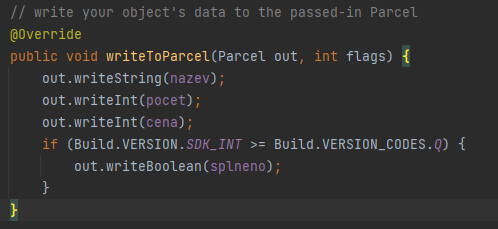 // write your object's data to the passed-in Parcel
@Override
public void writeToParcel(Parcel out, int flags) {
    out.writeString(nazev);
    out.writeInt(pocet);
    out.writeInt(cena);
    if (Build.VERSION.SDK_INT >= Build.VERSION_CODES.Q) {
        out.writeBoolean(splneno);
    }
}